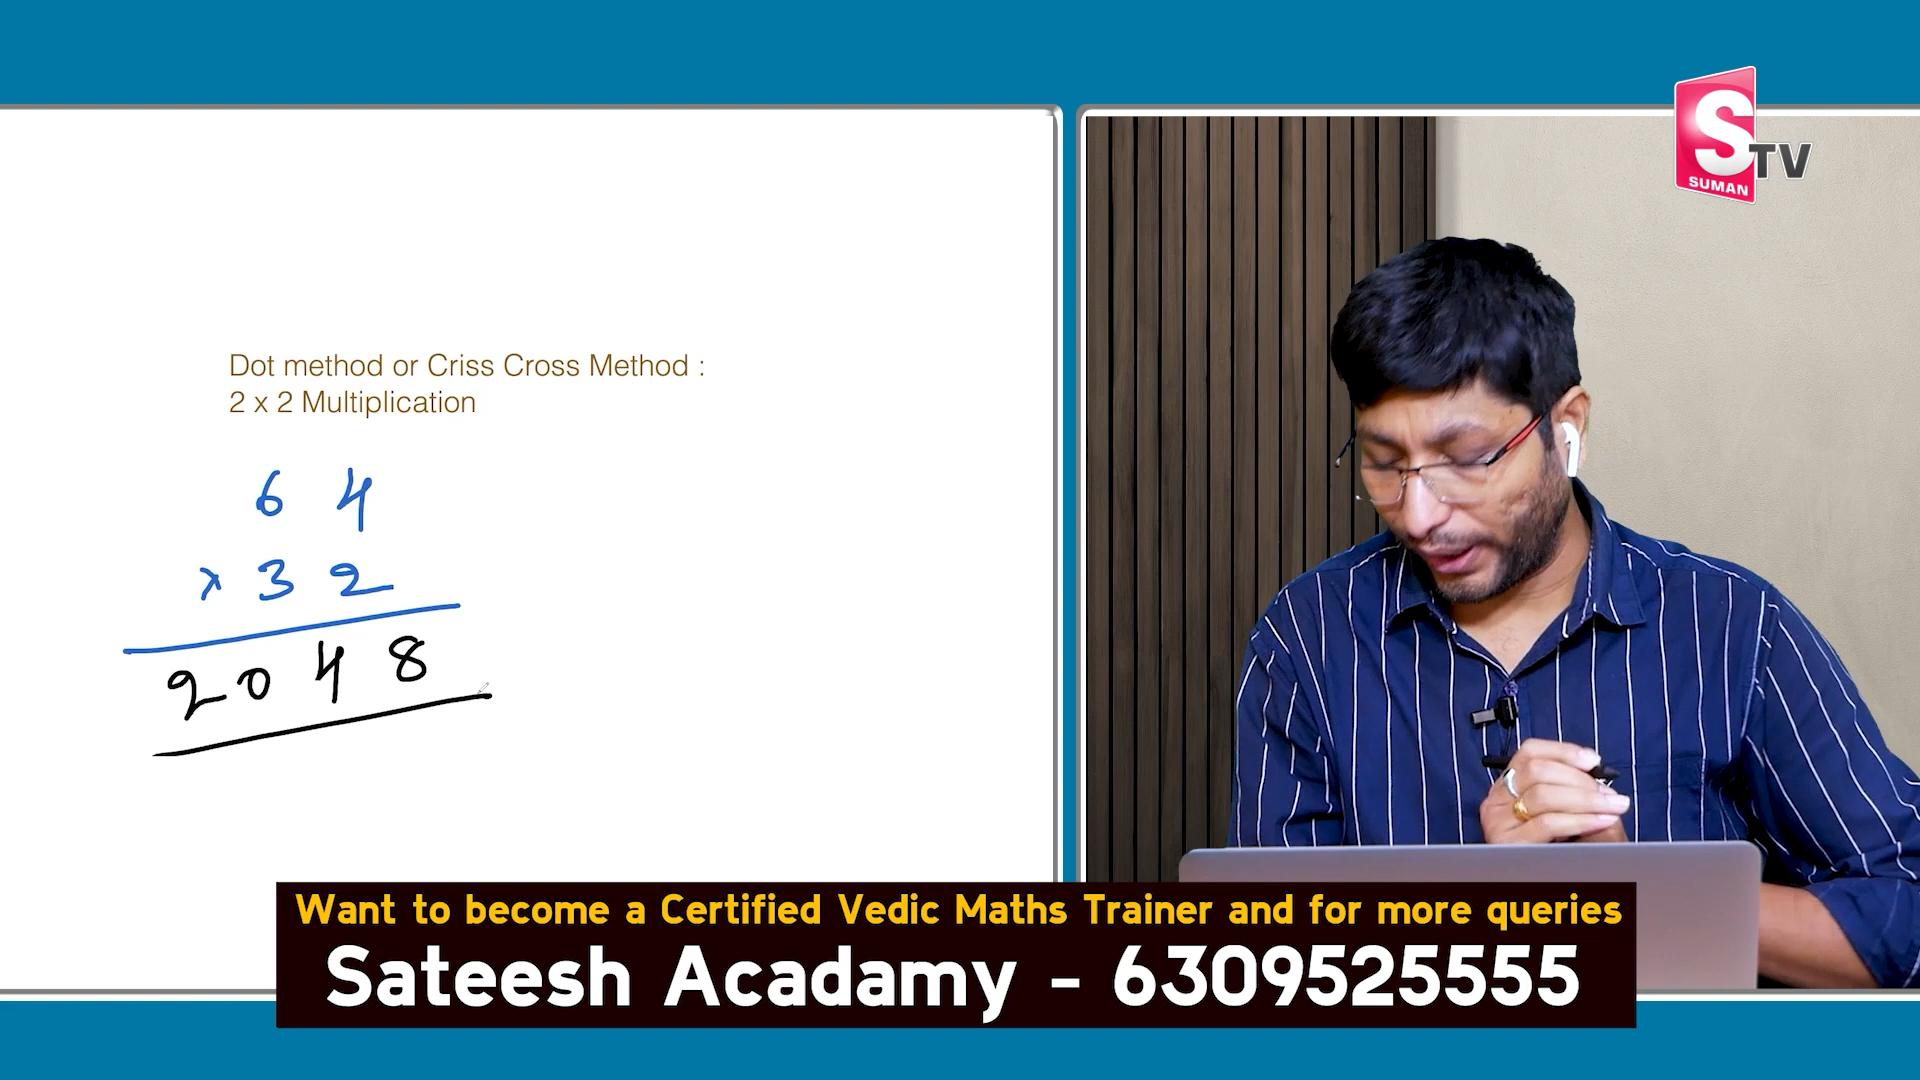 S TV
SUMAN
Dot method or Criss Cross Method :
2 x 2 Multiplication
6 4
x 3 2
2 0 4 8
Want to become a Certified Vedic Maths Trainer and for more queries
Sateesh Acadamy - 6309525555